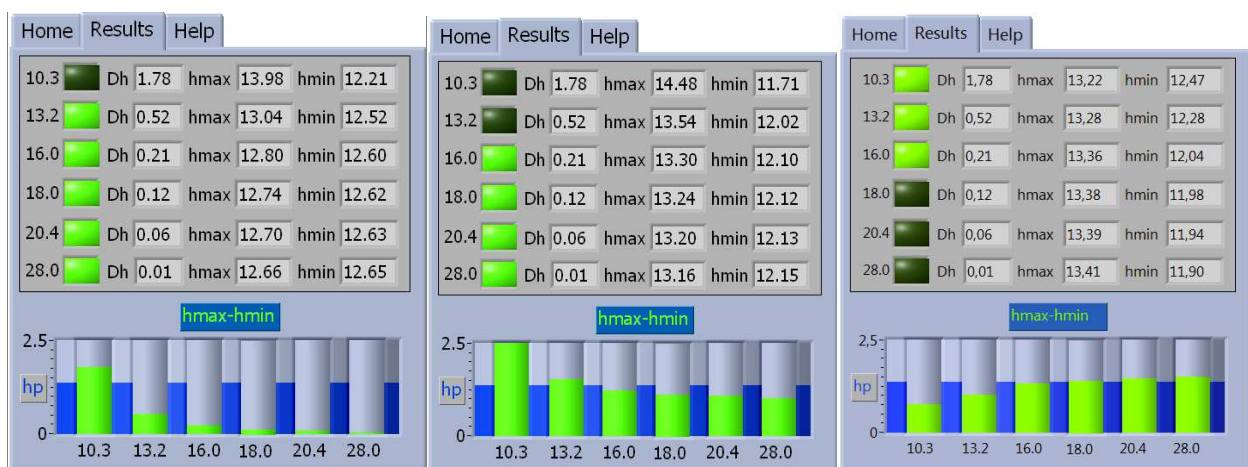 Home Results Help
10.3 Dh 1.78 hmax 13.98 hmin 12.21
13.2 Dh 0.52 hmax 13.04 hmin 12.52
16.0 Dh 0.21 hmax 12.80 hmin 12.60
18.0 Dh 0.12 hmax 12.74 hmin 12.62
20.4 Dh 0.06 hmax 12.70 hmin 12.63
28.0 Dh 0.01 hmax 12.66 hmin 12.65
hmax-hmin
2.5
hp
0
10.3 13.2 16.0 18.0 20.4 28.0
Home Results Help
10.3 Dh 1.78 hmax 14.48 hmin 11.71
13.2 Dh 0.52 hmax 13.54 hmin 12.02
16.0 Dh 0.21 hmax 13.30 hmin 12.10
18.0 Dh 0.12 hmax 13.24 hmin 12.12
20.4 Dh 0.06 hmax 13.20 hmin 12.13
28.0 Dh 0.01 hmax 13.16 hmin 12.15
hmax-hmin
2.5
hp
0
10.3 13.2 16.0 18.0 20.4 28.0
Home Results Help
10.3 Dh 1,78 hmax 13,22 hmin 12,47
13.2 Dh 0,52 hmax 13,28 hmin 12,28
16.0 Dh 0,21 hmax 13,36 hmin 12,04
18.0 Dh 0,12 hmax 13,38 hmin 11,98
20.4 Dh 0,06 hmax 13,39 hmin 11,94
28.0 Dh 0,01 hmax 13,41 hmin 11,90
hmax-hmin
2,5
hp
0
10.3 13.2 16.0 18.0 20.4 28.0